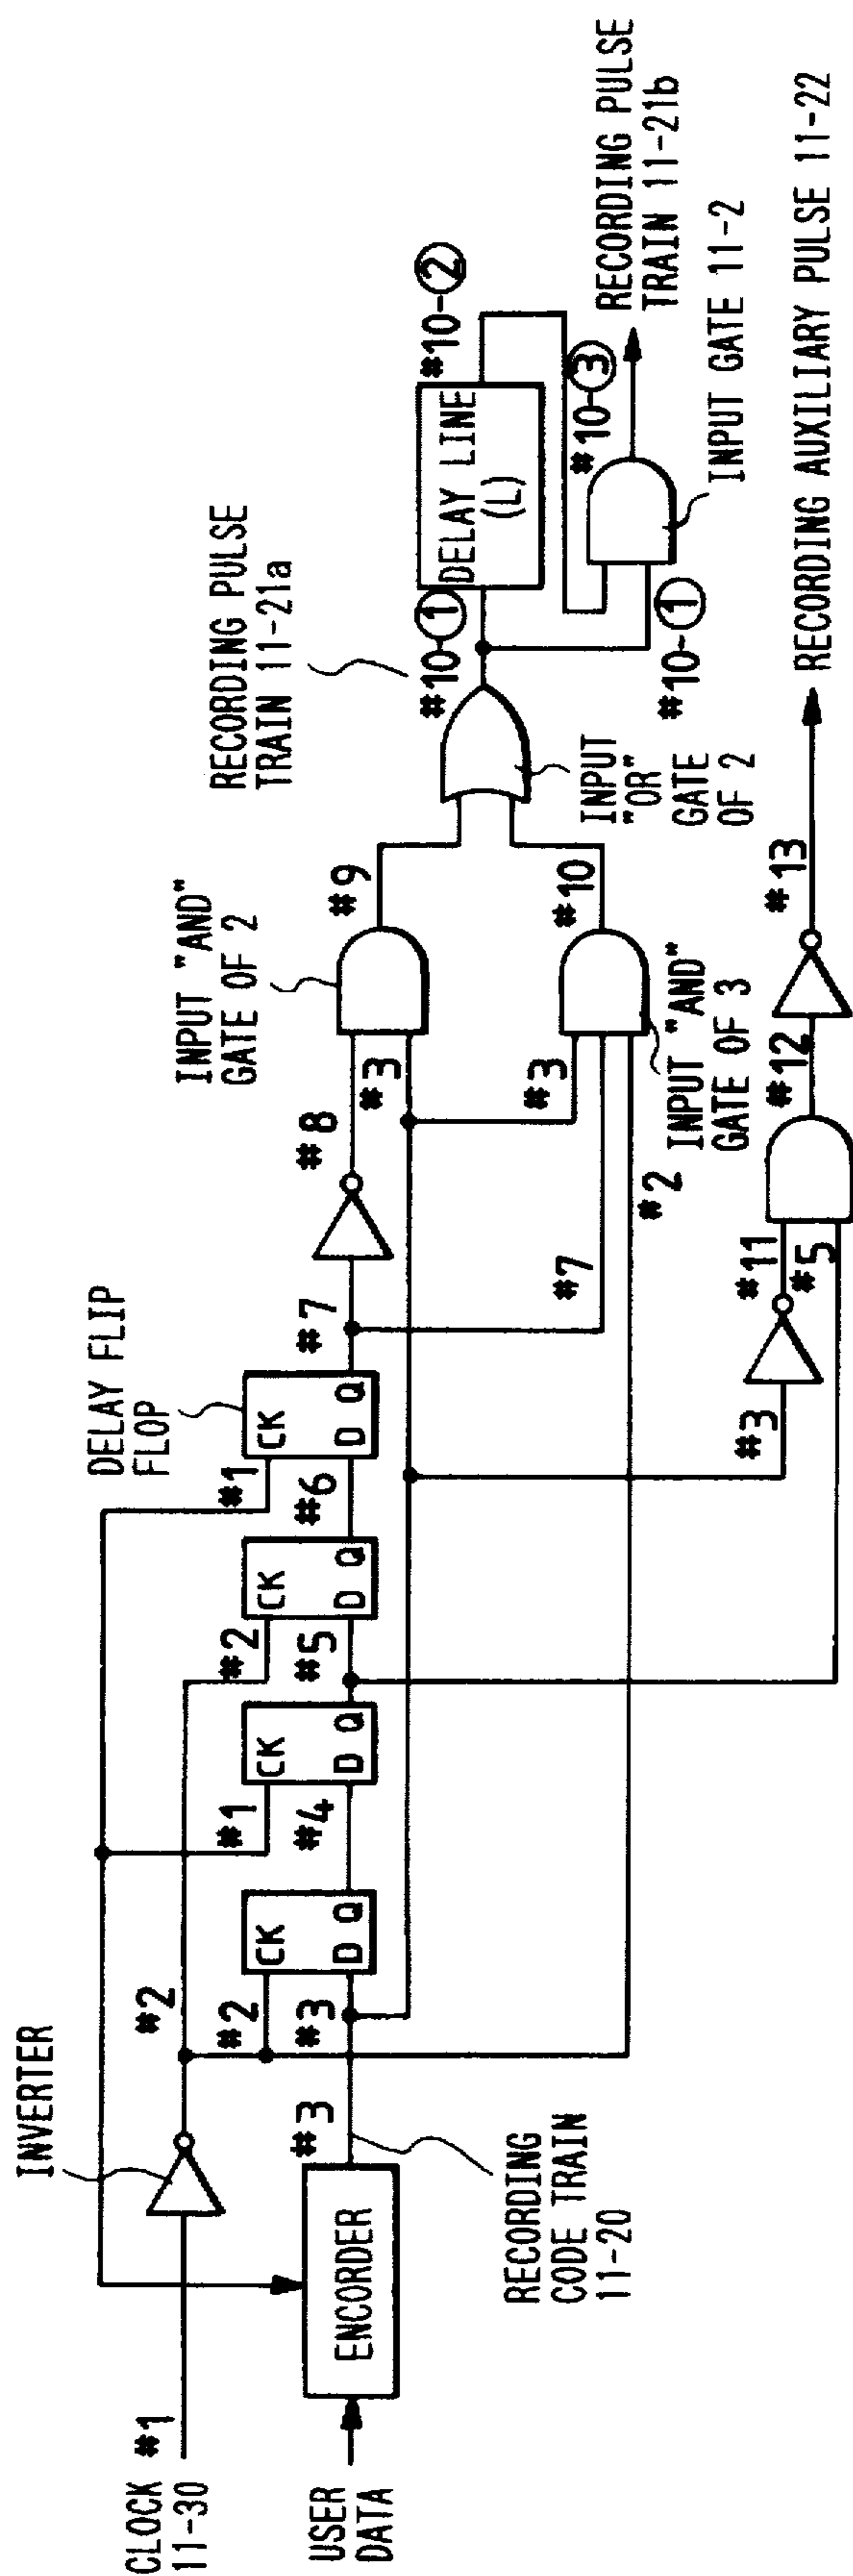 CLOCK #1
11-30
USER
DATA
INVERTER
ENCORDER
#3
RECORDING
CODE TRAIN
11-20
#2
#2
#3
CK
D Q
#1
#4
CK
D Q
#2
#5
CK
D Q
#1
#6
CK
D Q
DELAY FLIP
FLOP
#7
#8
#3
#9
INPUT "AND"
GATE OF 2
#7
#2
#3
#10
INPUT "AND"
GATE OF 3
#3
#11
#5
#12
#13
RECORDING AUXILIARY PULSE 11-22
INPUT
"OR"
GATE
OF 2
RECORDING PULSE
TRAIN 11-21a
#10-①
DELAY LINE
(L)
#10-②
#10-①
#10-③
INPUT GATE 11-2
RECORDING PULSE
TRAIN 11-21b